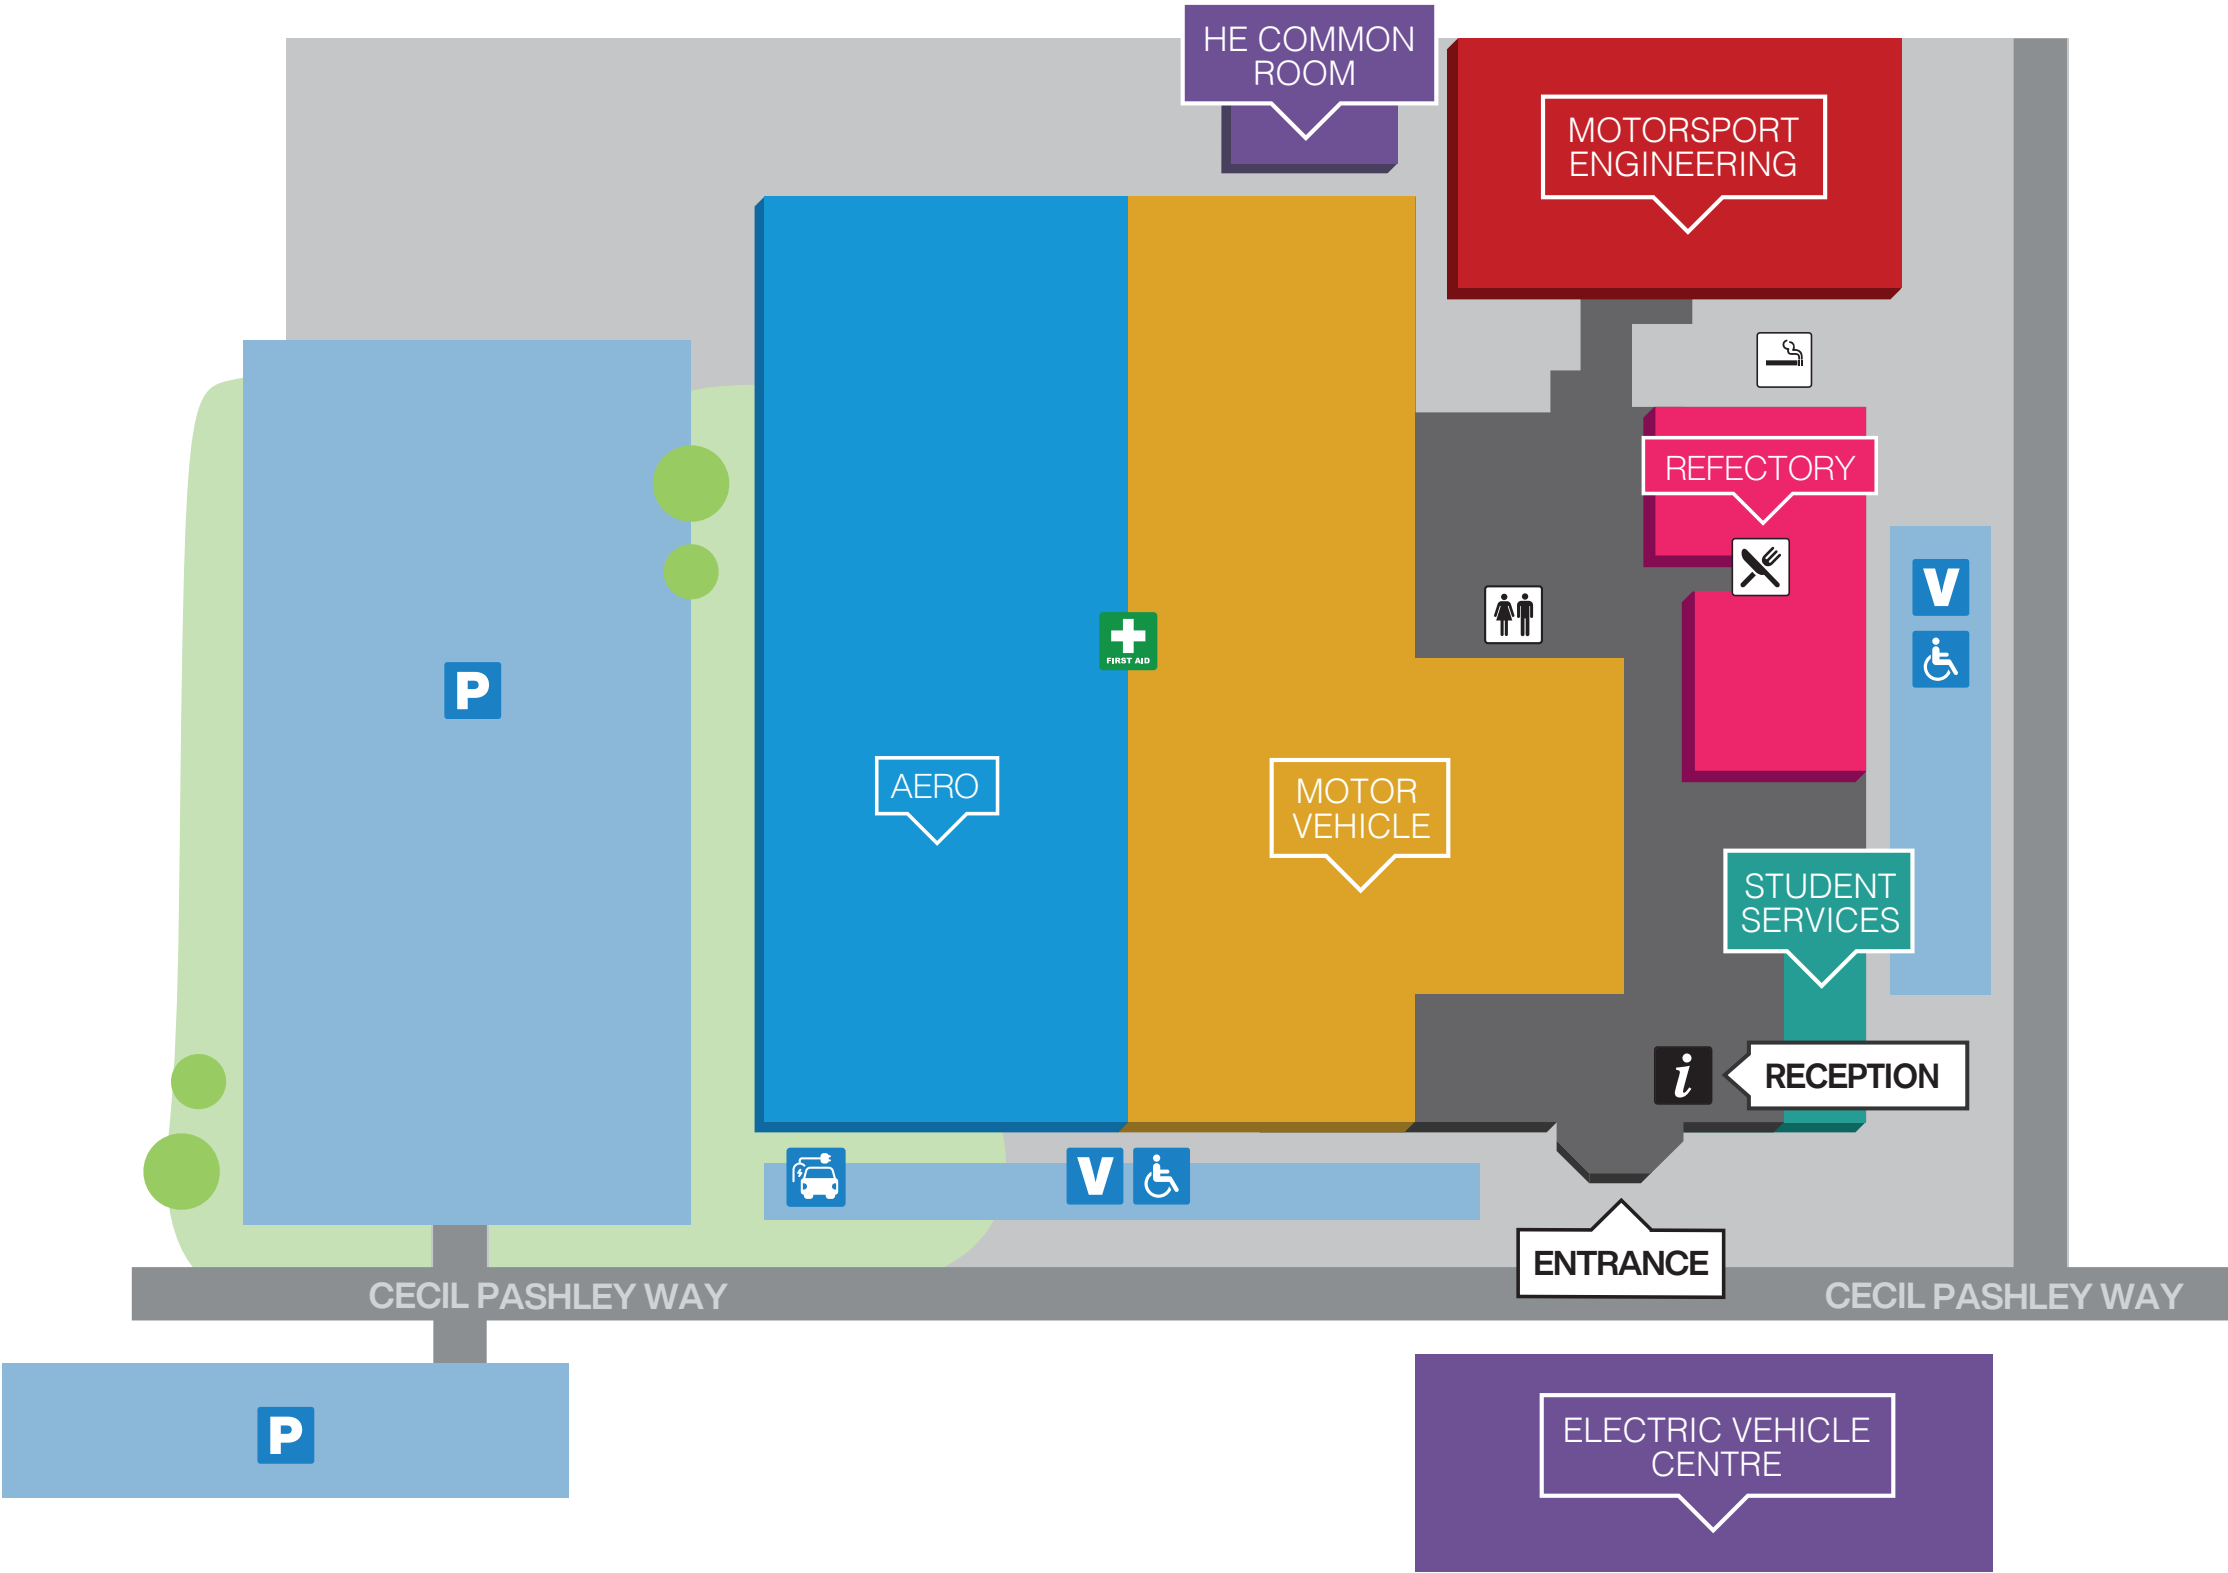 HE COMMON
ROOM
MOTORSPORT
ENGINEERING
REFECTORY
V
FIRST AID
P
AERO
MOTOR
VEHICLE
STUDENT
SERVICES
i
RECEPTION
V
ENTRANCE
CECIL PASHLEY WAY
CECIL PASHLEY WAY
P
ELECTRIC VEHICLE
CENTRE